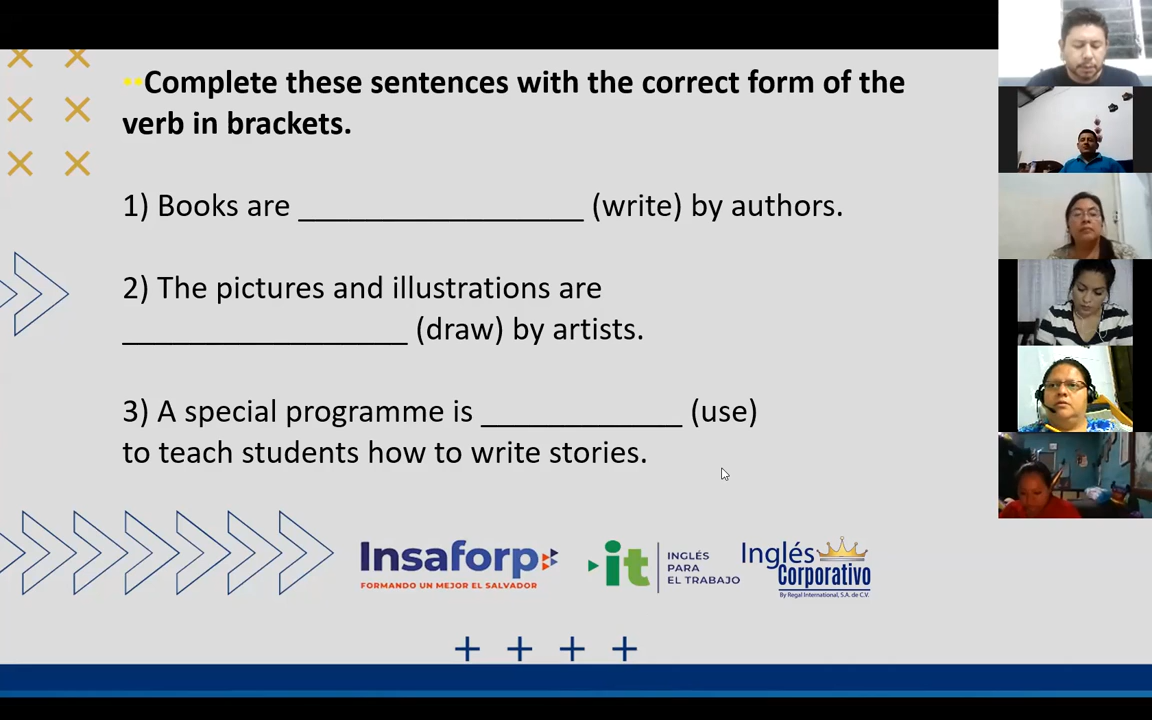 Complete these sentences with the correct form of the
verb in brackets.
1) Books are __________________ (write) by authors.
2) The pictures and illustrations are
__________________ (draw) by artists.
3) A special programme is _____________ (use)
to teach students how to write stories.
Insaforp
FORMANDO UN MEJOR EL SALVADOR
it
INGLÉS
PARA
EL TRABAJO
Inglés
Corporativo
By Regal International, S.A. de C.V.